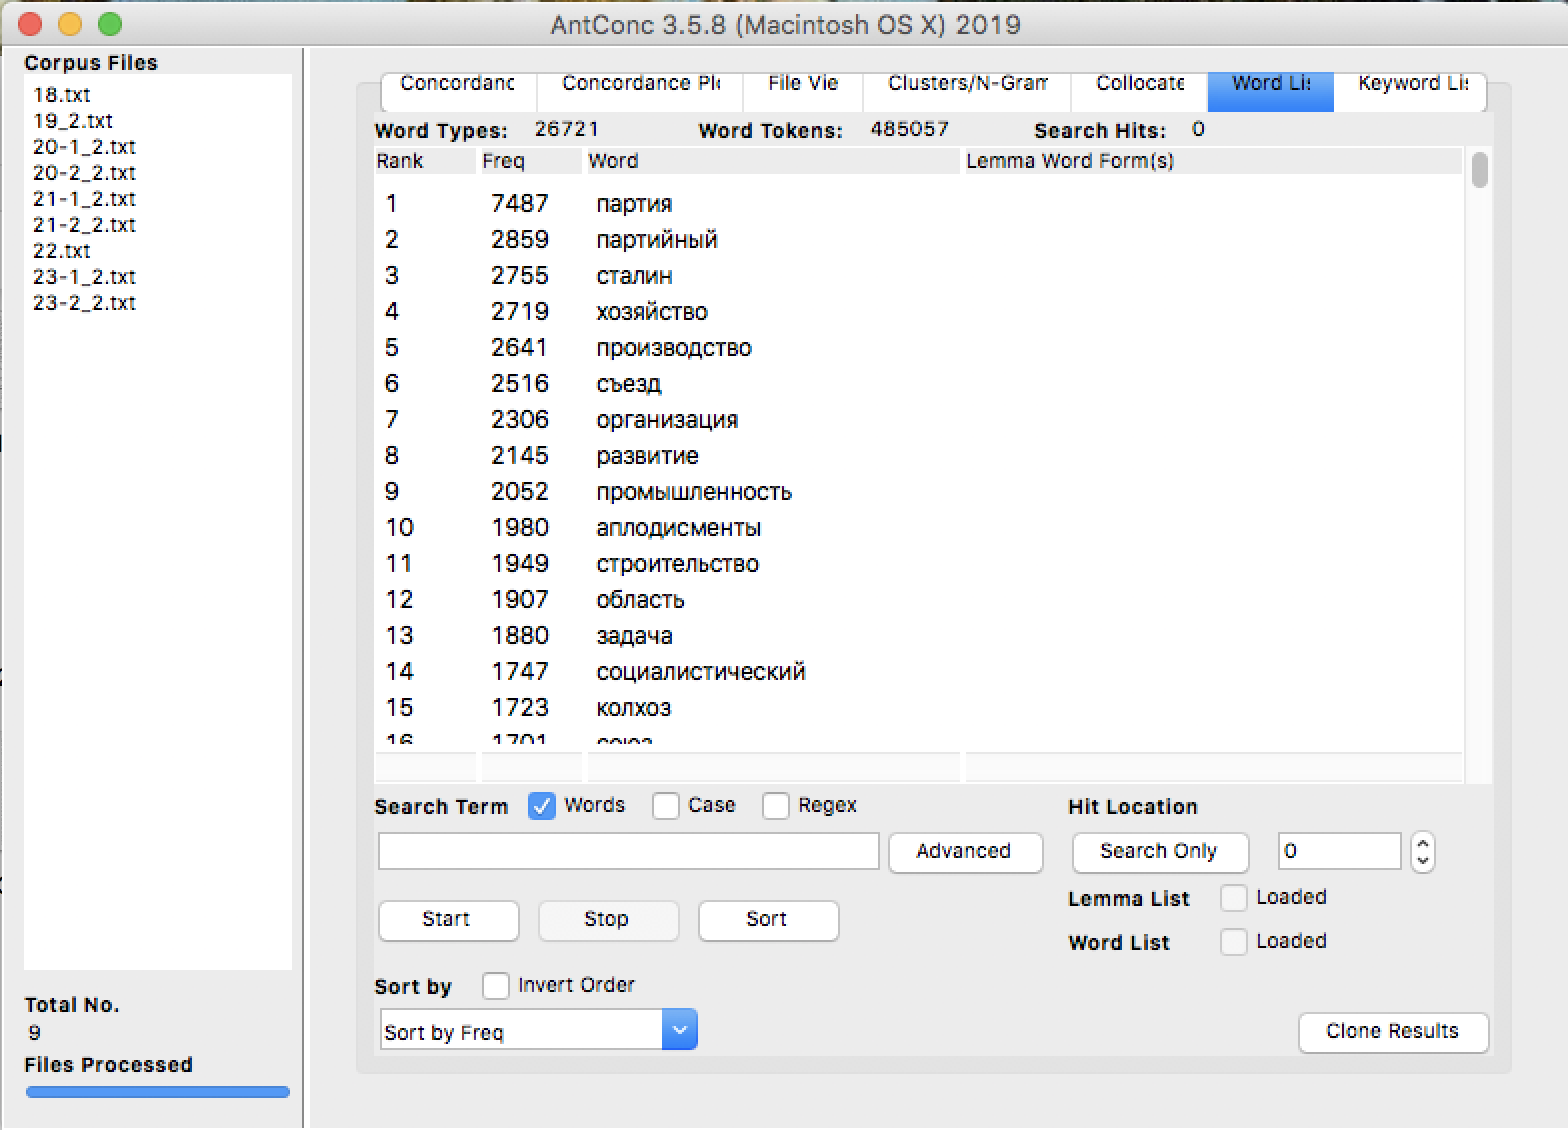 AntConc 3.5.8 (Macintosh OS X) 2019
Corpus Files
18.txt
19_2.txt
20-1_2.txt
20-2_2.txt
21-1_2.txt
21-2_2.txt
22.txt
23-1_2.txt
23-2_2.txt
Total No.
9
Files Processed
Concordanc Concordance Plo File Vie Clusters/N-Gram Collocate Word Lis Keyword Lis
Word Types: 26721 Word Tokens: 485057 Search Hits: 0
Rank Freq Word Lemma Word Form(s)
1 7487 партия
2 2859 партийный
3 2755 сталин
4 2719 хозяйство
5 2641 производство
6 2516 съезд
7 2306 организация
8 2145 развитие
9 2052 промышленность
10 1980 аплодисменты
11 1949 строительство
12 1907 область
13 1880 задача
14 1747 социалистический
15 1723 колхоз
16 1701 союз
Search Term Words Case Regex Hit Location
Advanced Search Only 0
Start Stop Sort Lemma List Loaded
Word List Loaded
Sort by Invert Order
Sort by Freq Clone Results